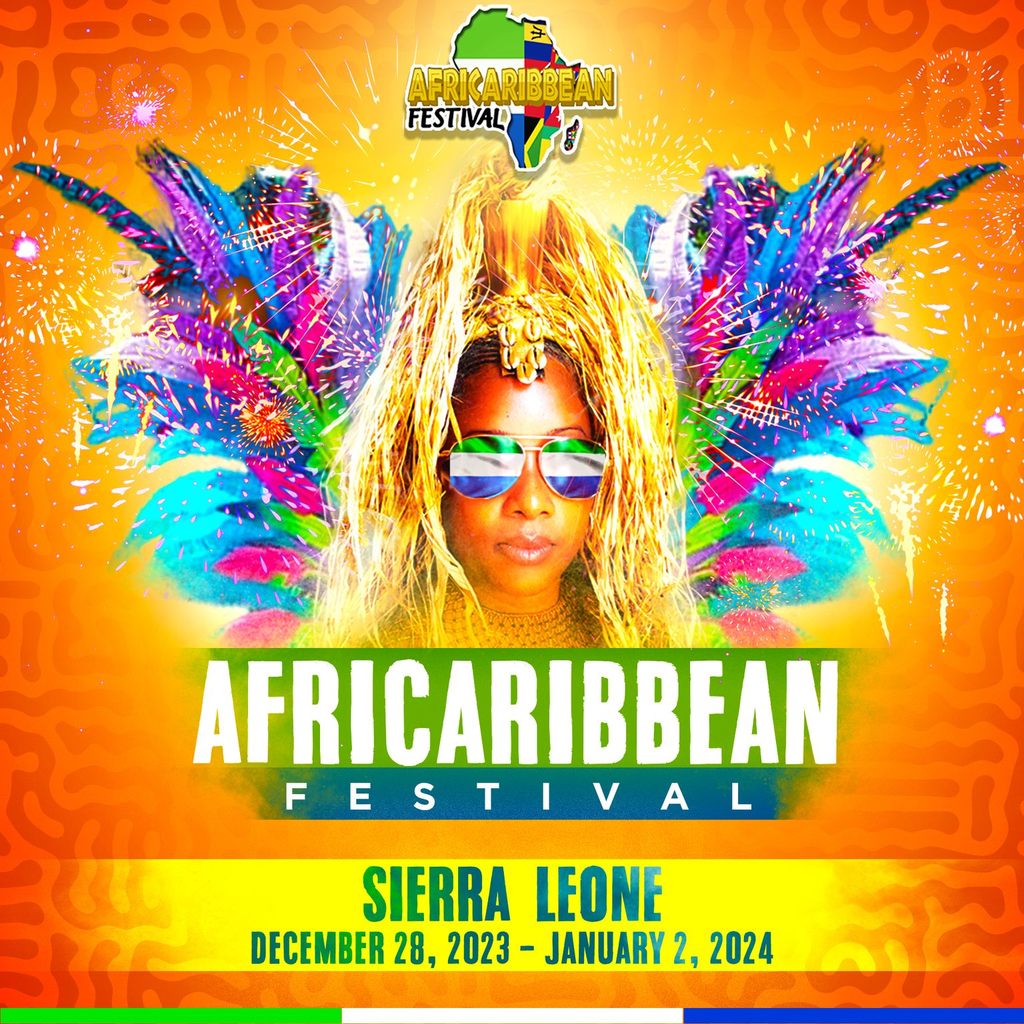 AFRICARIBBEAN
FESTIVAL
AFRICARIBBEAN
FESTIVAL
SIERRA LEONE
DECEMBER 28, 2023 – JANUARY 2, 2024